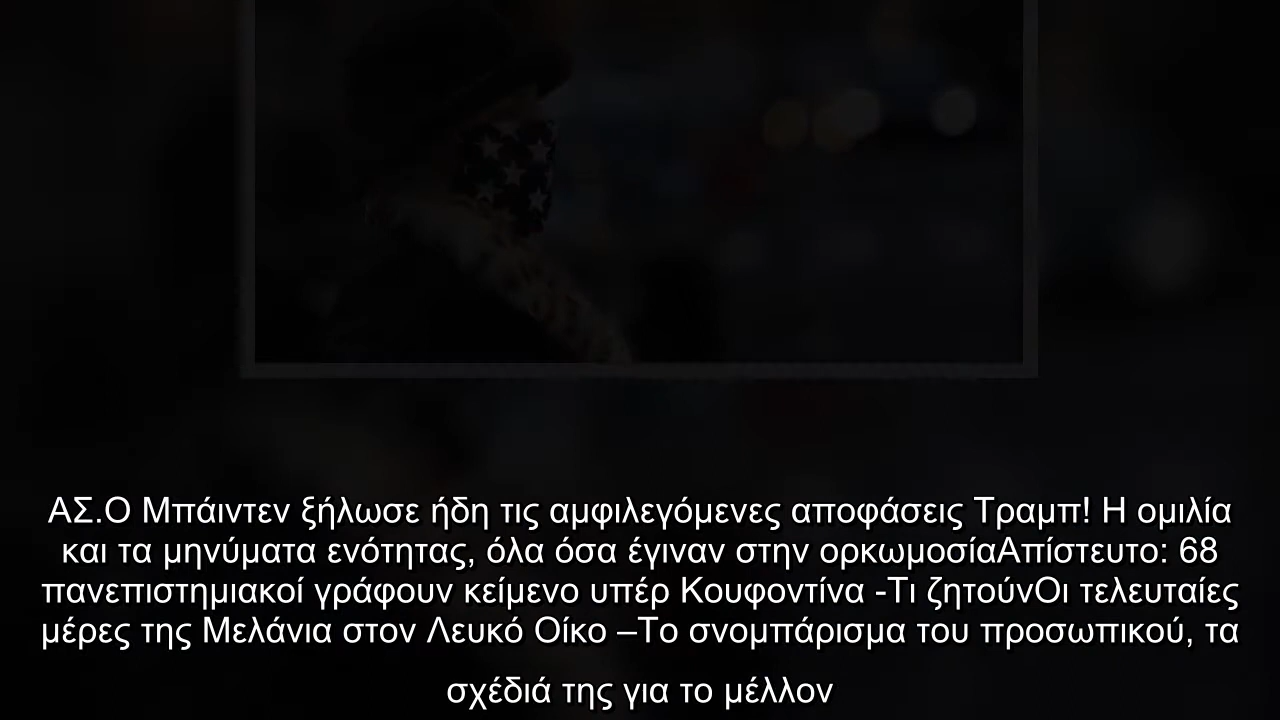 ΑΣ.Ο Μπάιντεν ξήλωσε ήδη τις αμφιλεγόμενες αποφάσεις Τραμπ! Η ομιλία
και τα μηνύματα ενότητας, όλα όσα έγιναν στην ορκωμοσίαΑπίστευτο: 68
πανεπιστημιακοί γράφουν κείμενο υπέρ Κουφοντίνα -Τι ζητούνΟι τελευταίες
μέρες της Μελάνια στον Λευκό Οίκο –Το σνομπάρισμα του προσωπικού, τα
σχέδιά της για το μέλλον